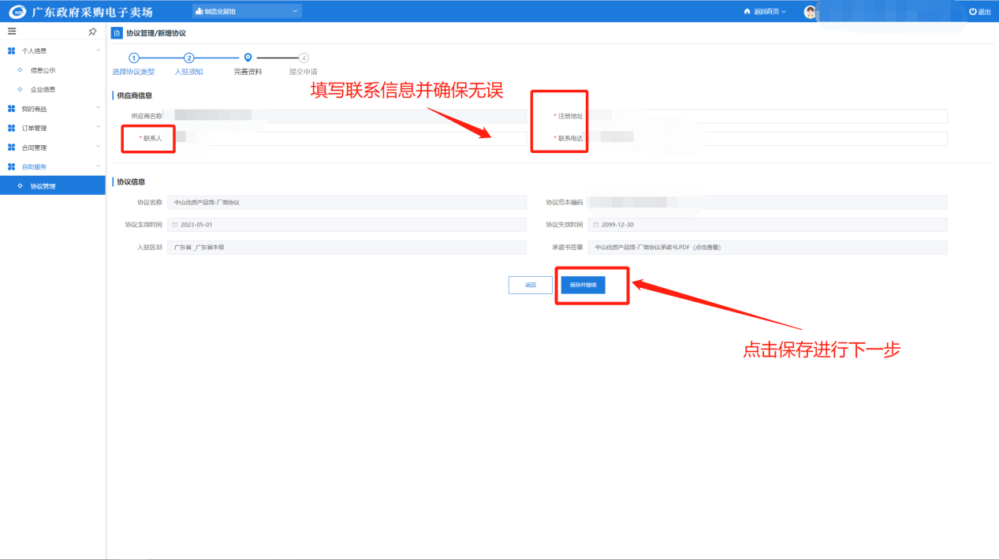 广东政府采购电子卖场
制造业展馆
返回首页
退出
协议管理/新增协议
个人信息
信息公示
企业信息
我的商品
订单管理
合同管理
自助服务
协议管理
1
2
4
选择协议类型
入驻须知
完善资料
提交申请
填写联系信息并确保无误
供应商信息
供应商名称
* 注册地址
* 联系人
* 联系电话
协议信息
协议名称
中山优质产品馆-厂商协议
协议范本编码
协议生效时间
2023-05-01
协议失效时间
2099-12-30
入驻区划
广东省_广东省本级
承诺书签章
中山优质产品馆-厂商协议承诺书.PDF（点击查看）
返回
保存并继续
点击保存进行下一步